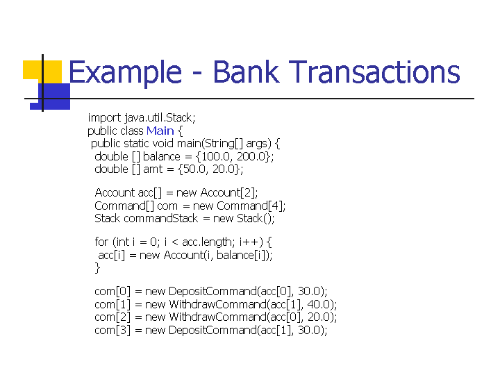 Example - Bank Transactions
import java.util.Stack;
public class Main {
public static void main(String[] args) {
double [] balance = {100.0, 200.0};
double [] amt = {50.0, 20.0};
Account acc[] = new Account[2];
Command[] com = new Command[4];
Stack commandStack = new Stack();
for (int i = 0; i < acc.length; i++) {
acc[i] = new Account(i, balance[i]);
}
com[0] = new DepositCommand(acc[0], 30.0);
com[1] = new WithdrawCommand(acc[1], 40.0);
com[2] = new WithdrawCommand(acc[0], 20.0);
com[3] = new DepositCommand(acc[1], 30.0);